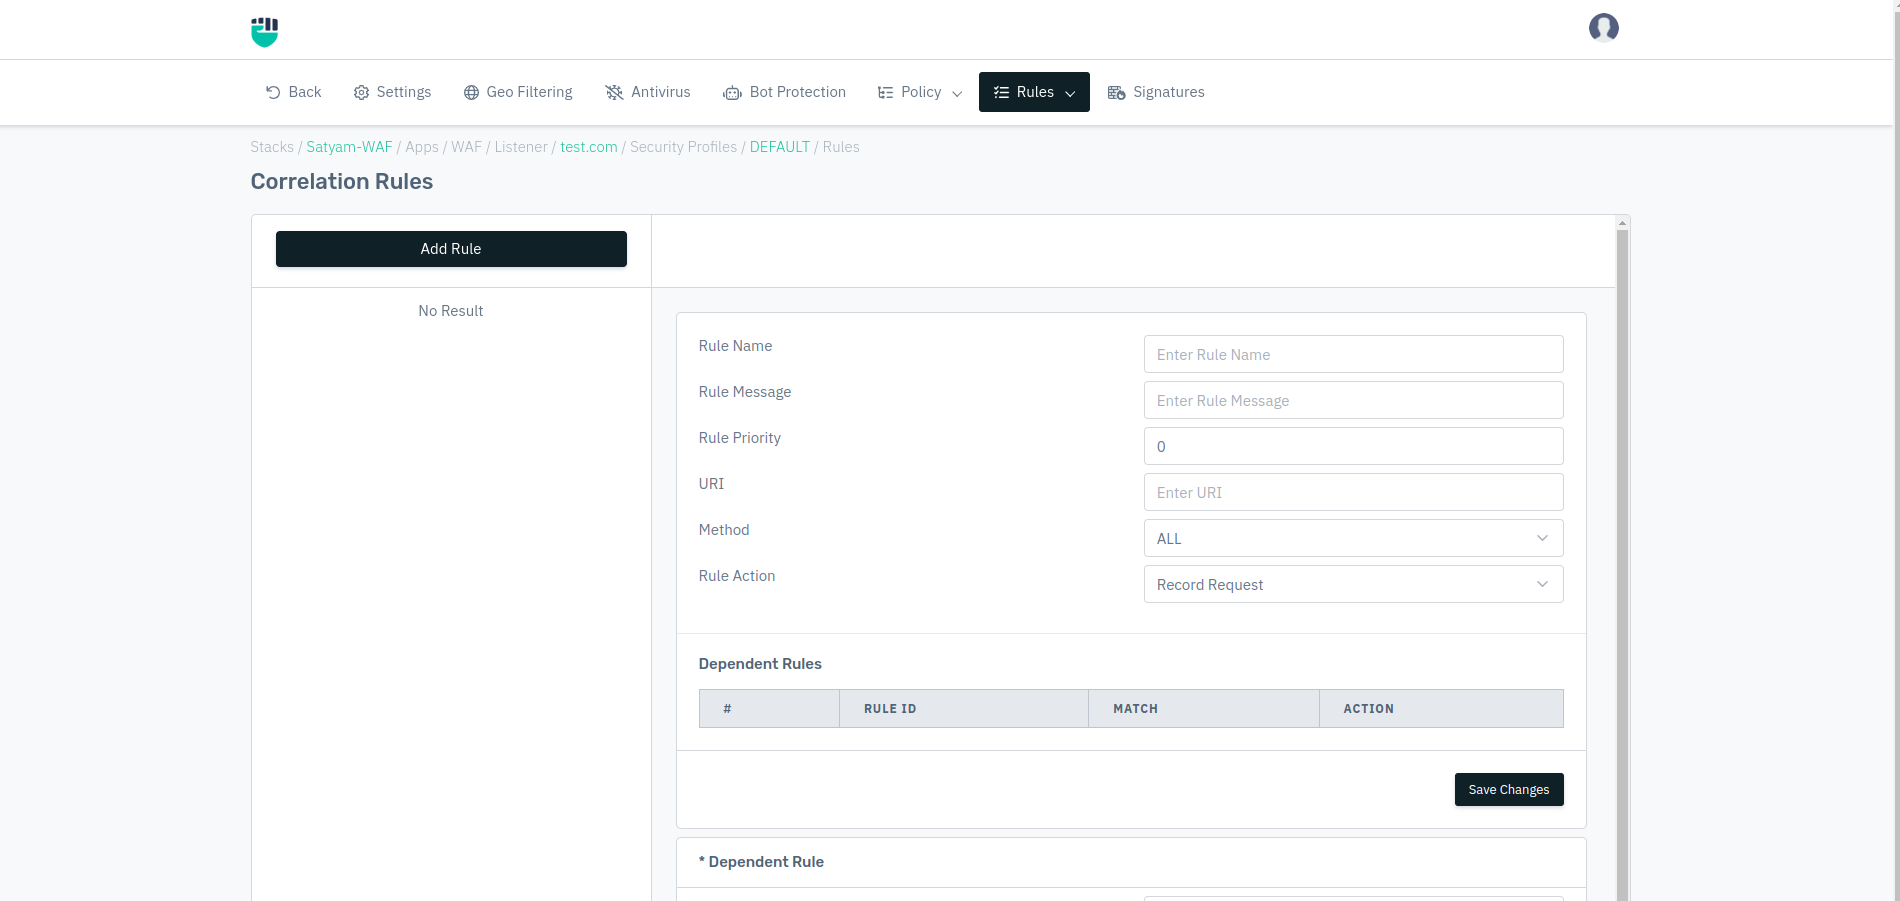 Back Settings Geo Filtering Antivirus Bot Protection Policy Rules Signatures
Stacks / Satyam-WAF / Apps / WAF / Listener / test.com / Security Profiles / DEFAULT / Rules
Correlation Rules
Add Rule
No Result
Rule Name Enter Rule Name
Rule Message Enter Rule Message
Rule Priority 0
URI Enter URI
Method ALL
Rule Action Record Request
Dependent Rules
# RULE ID MATCH ACTION
Save Changes
* Dependent Rule